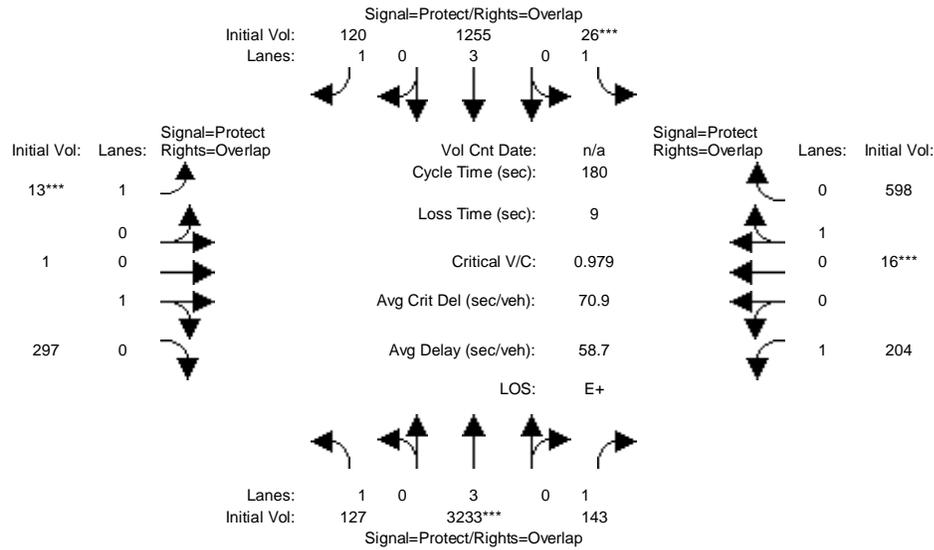 Signal=Protect/Rights=Overlap
Initial Vol: 120 1255 26***
Lanes: 1 0 3 0 1
Signal=Protect Signal=Protect
Initial Vol: Lanes: Rights=Overlap Vol Cnt Date: n/a Rights=Overlap Lanes: Initial Vol:
Cycle Time (sec): 180
13*** 1 0 598
Loss Time (sec): 9
0 1
1 0 Critical V/C: 0.979 0 16***
1 Avg Crit Del (sec/veh): 70.9 0
297 0 Avg Delay (sec/veh): 58.7 1 204
LOS: E+
Lanes: 1 0 3 0 1
Initial Vol: 127 3233*** 143
Signal=Protect/Rights=Overlap